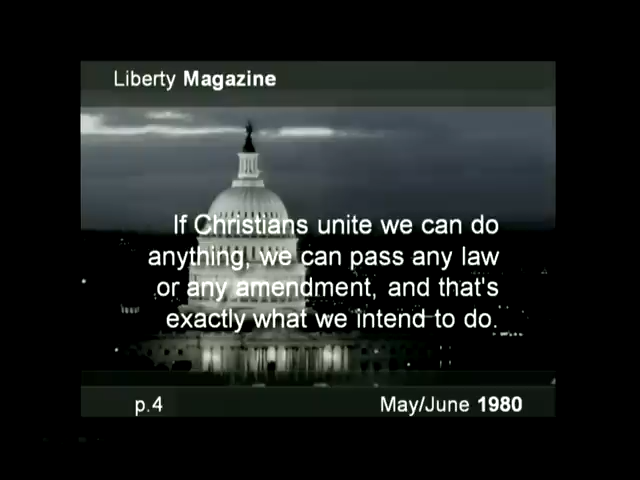 Liberty Magazine
If Christians unite we can do
anything, we can pass any law
or any amendment, and that's
exactly what we intend to do.
p.4
May/June 1980